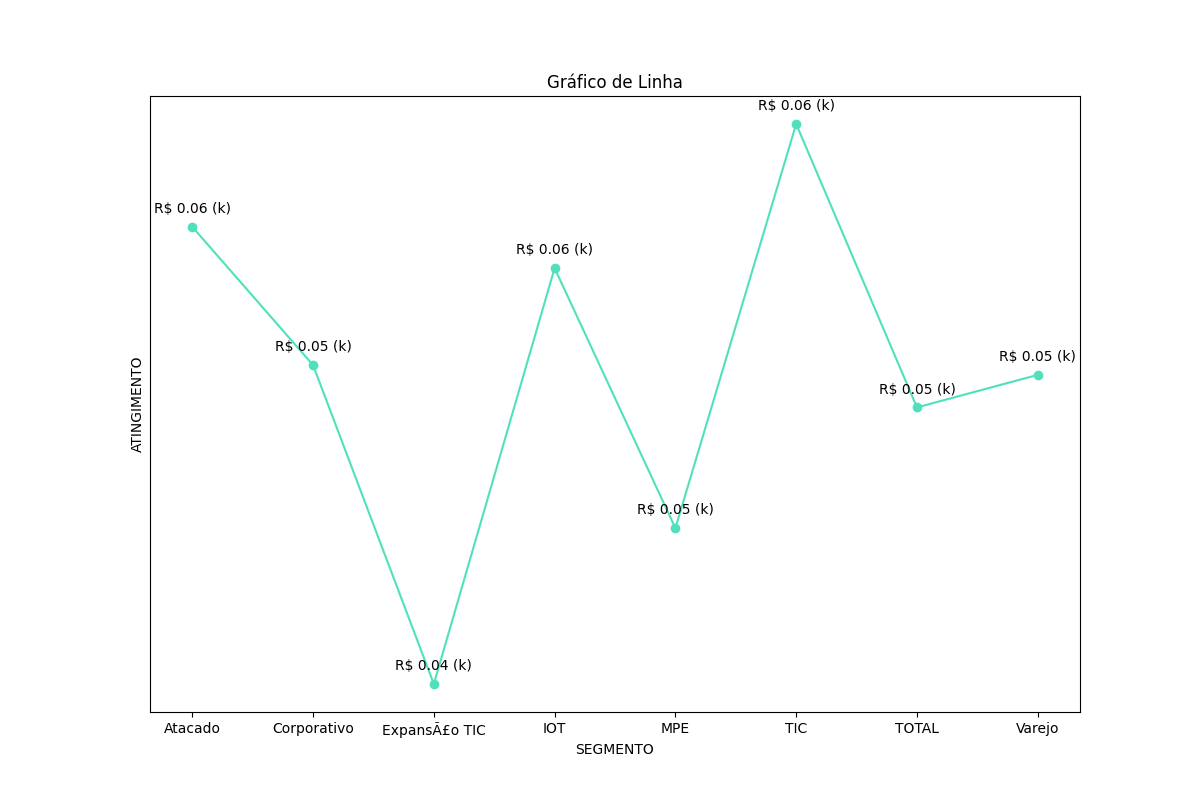 Gráfico de Linha
R$ 0.06 (k)
R$ 0.06 (k)
R$ 0.06 (k)
R$ 0.05 (k)
R$ 0.05 (k)
R$ 0.05 (k)
R$ 0.05 (k)
R$ 0.04 (k)
ATINGIMENTO
Atacado Corporativo ExpansÃ£o TIC IOT MPE TIC TOTAL Varejo
SEGMENTO